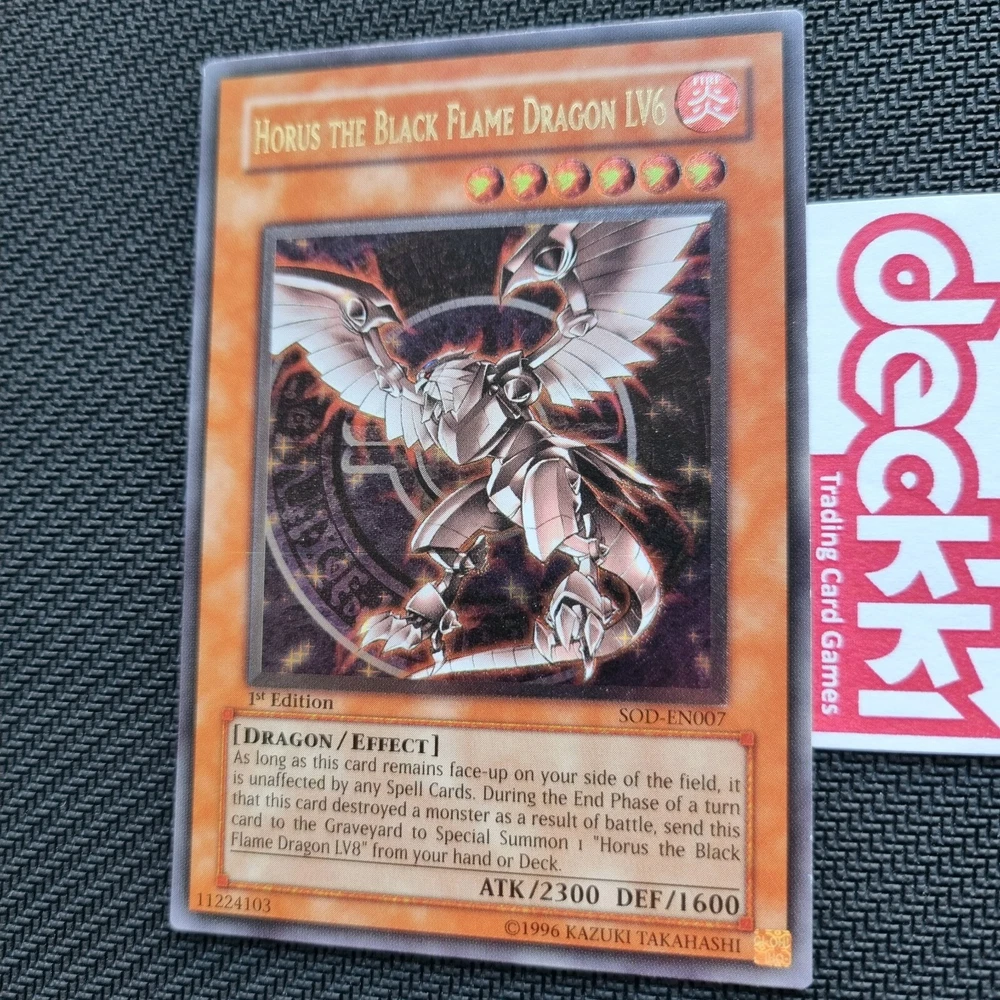 HORUS THE BLACK FLAME DRAGON LV6
FIRE
炎
1st Edition
SOD-EN007
[DRAGON/EFFECT]
As long as this card remains face-up on your side of the field, it
is unaffected by any Spell Cards. During the End Phase of a turn
that this card destroyed a monster as a result of battle, send this
card to the Graveyard to Special Summon 1 "Horus the Black
Flame Dragon LV8" from your hand or Deck.
ATK/2300 DEF/1600
11224103
©1996 KAZUKI TAKAHASHI
deckk1
Trading Card Games